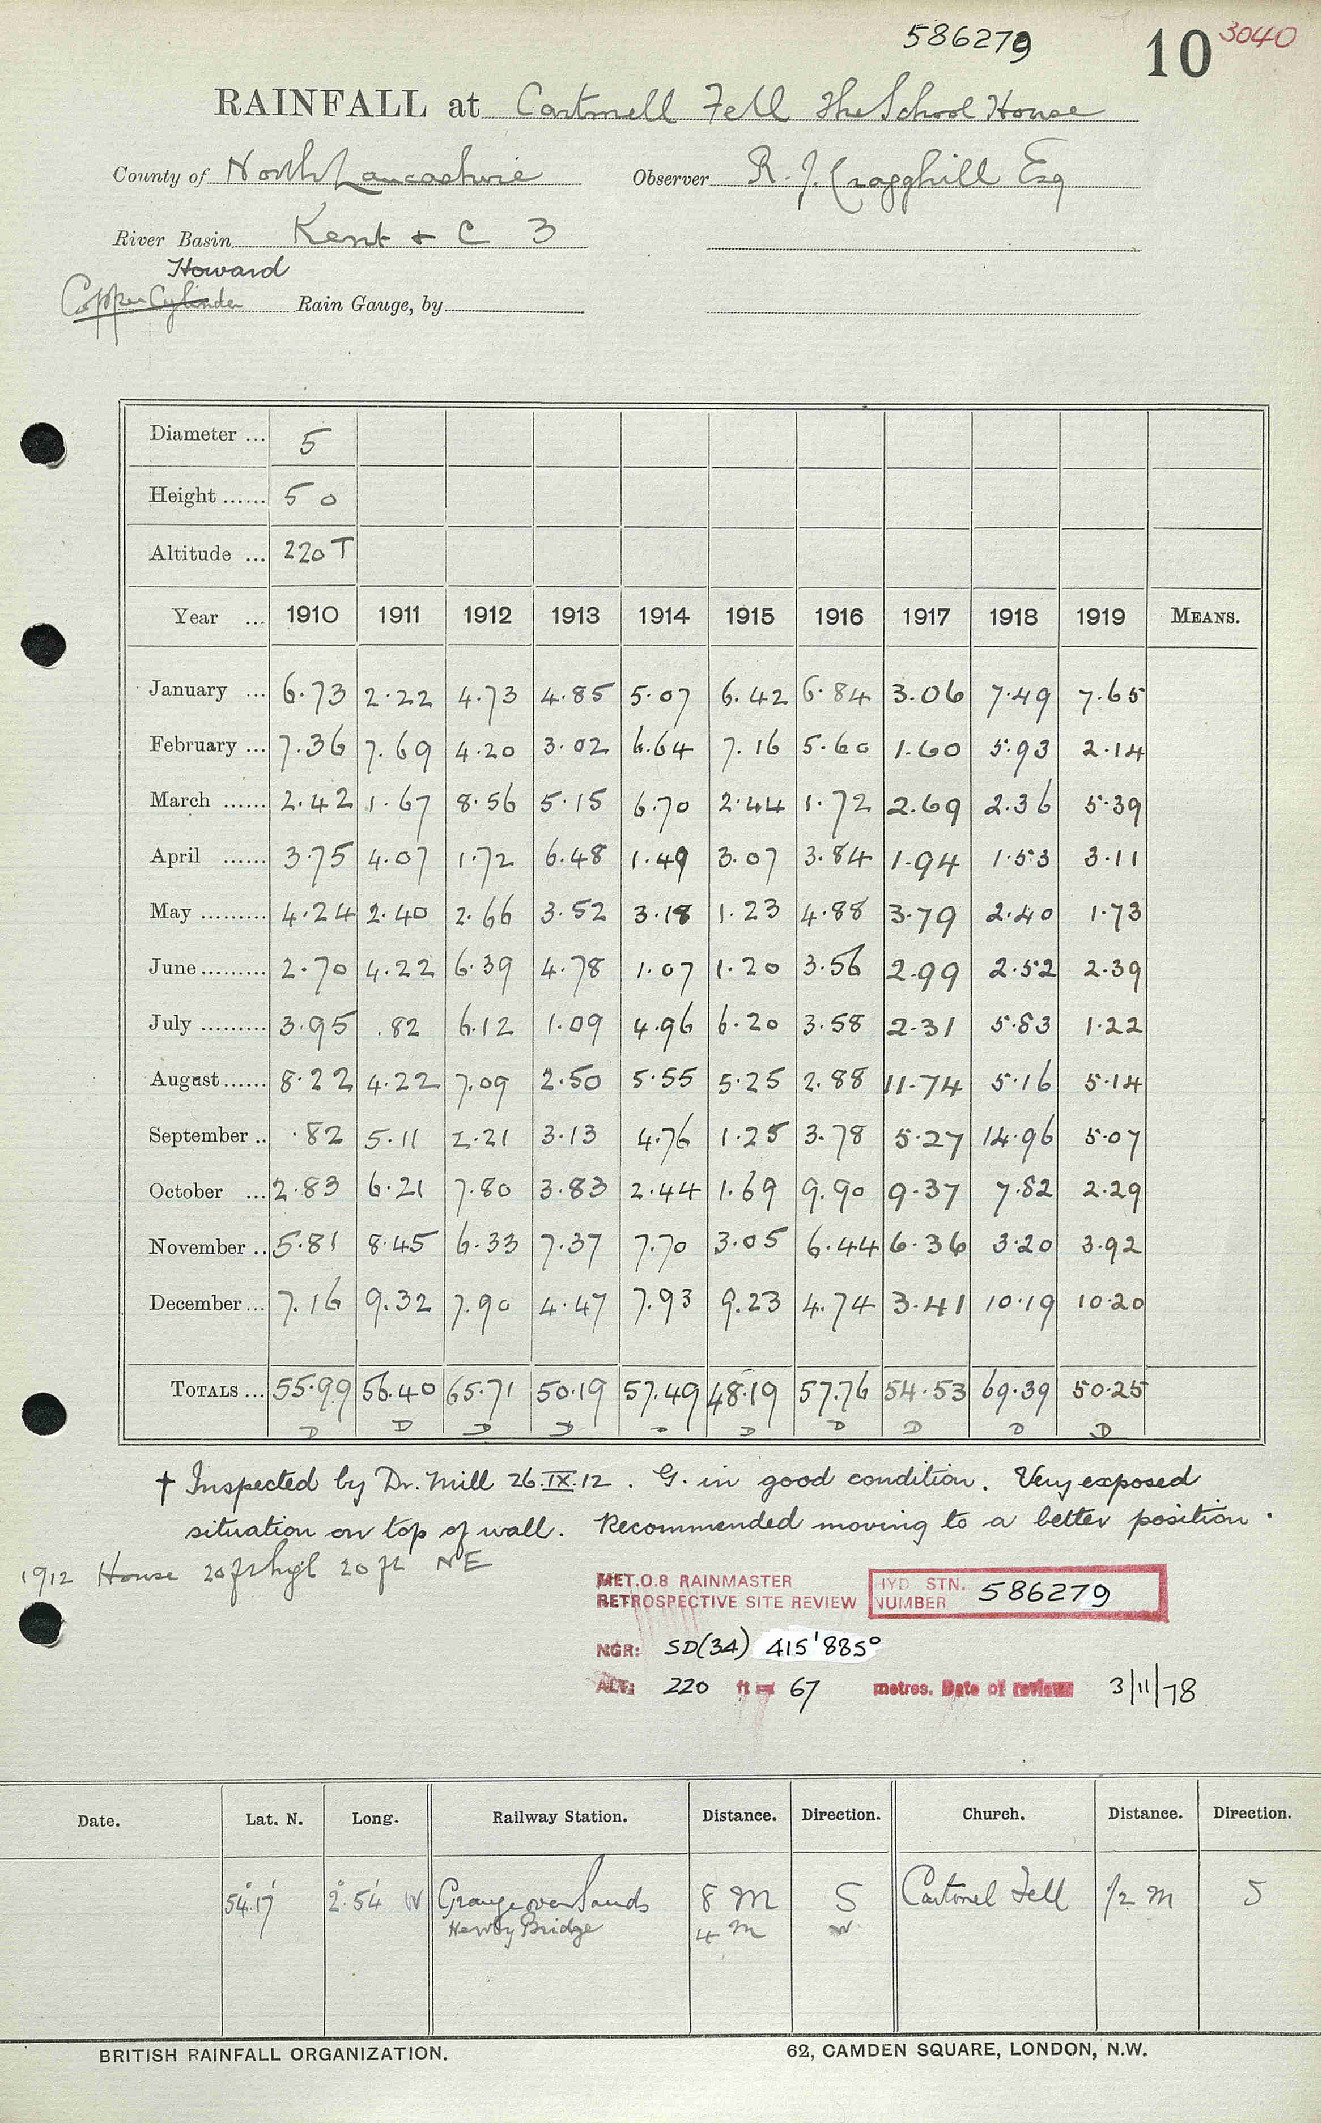 586279 10 3040
RAINFALL at Cartmell Fell The School House
County of North Lancashire Observer R. J. Cragghill Esq
River Basin Kent & C 3
Howard
Copper Cylinder Rain Gauge, by
Diameter ... 5
Height ...... 5 0
Altitude ... 220 T
Year ... 1910 1911 1912 1913 1914 1915 1916 1917 1918 1919 MEANS.
January ... 6.73 2.22 4.73 4.85 5.07 6.42 6.84 3.06 7.49 7.65
February ... 7.36 7.69 4.20 3.02 6.64 7.16 5.60 1.60 5.93 2.14
March ...... 2.42 1.67 8.56 5.15 6.70 2.44 1.72 2.69 2.36 5.39
April ...... 3.75 4.07 1.72 6.48 1.49 3.07 3.84 1.94 1.53 3.11
May ......... 4.24 2.40 2.66 3.52 3.18 1.23 4.88 3.79 2.40 1.73
June ......... 2.70 4.22 6.39 4.78 1.07 1.20 3.56 2.99 2.52 2.39
July ......... 3.95 .82 6.12 1.09 4.96 6.20 3.58 2.31 5.83 1.22
August ...... 8.22 4.22 7.09 2.50 5.55 5.25 2.88 11.74 5.16 5.14
September .. .82 5.11 2.21 3.13 4.76 1.25 3.78 5.27 14.96 5.07
October ... 2.83 6.21 7.80 3.83 2.44 1.69 9.90 9.37 7.82 2.29
November .. 5.81 8.45 6.33 7.37 7.70 3.05 6.44 6.36 3.20 3.92
December ... 7.16 9.32 7.90 4.47 7.93 9.23 4.74 3.41 10.19 10.20
TOTALS ... 55.99 56.40 65.71 50.19 57.49 48.19 57.76 54.53 69.39 50.25
D D D D D D D D D
† Inspected by Dr. Mill 26.IX.12. G. in good condition. Very exposed
situation on top of wall. Recommended moving to a better position.
1912 House 20 ft high 20 ft NE
MET.O.8 RAINMASTER
RETROSPECTIVE SITE REVIEW HYD STN. NUMBER 586279
NGR: SD(34) 415'885°
ALT: 220 ft = 67 metres. Date of review 3/11/78
Date. Lat. N. Long. Railway Station. Distance. Direction. Church. Distance. Direction.
54°.17' 2°.54' W Grange over Sands 8 M S Cartmel Fell 1/2 M S
Newby Bridge 4 M W
BRITISH RAINFALL ORGANIZATION. 62, CAMDEN SQUARE, LONDON, N.W.